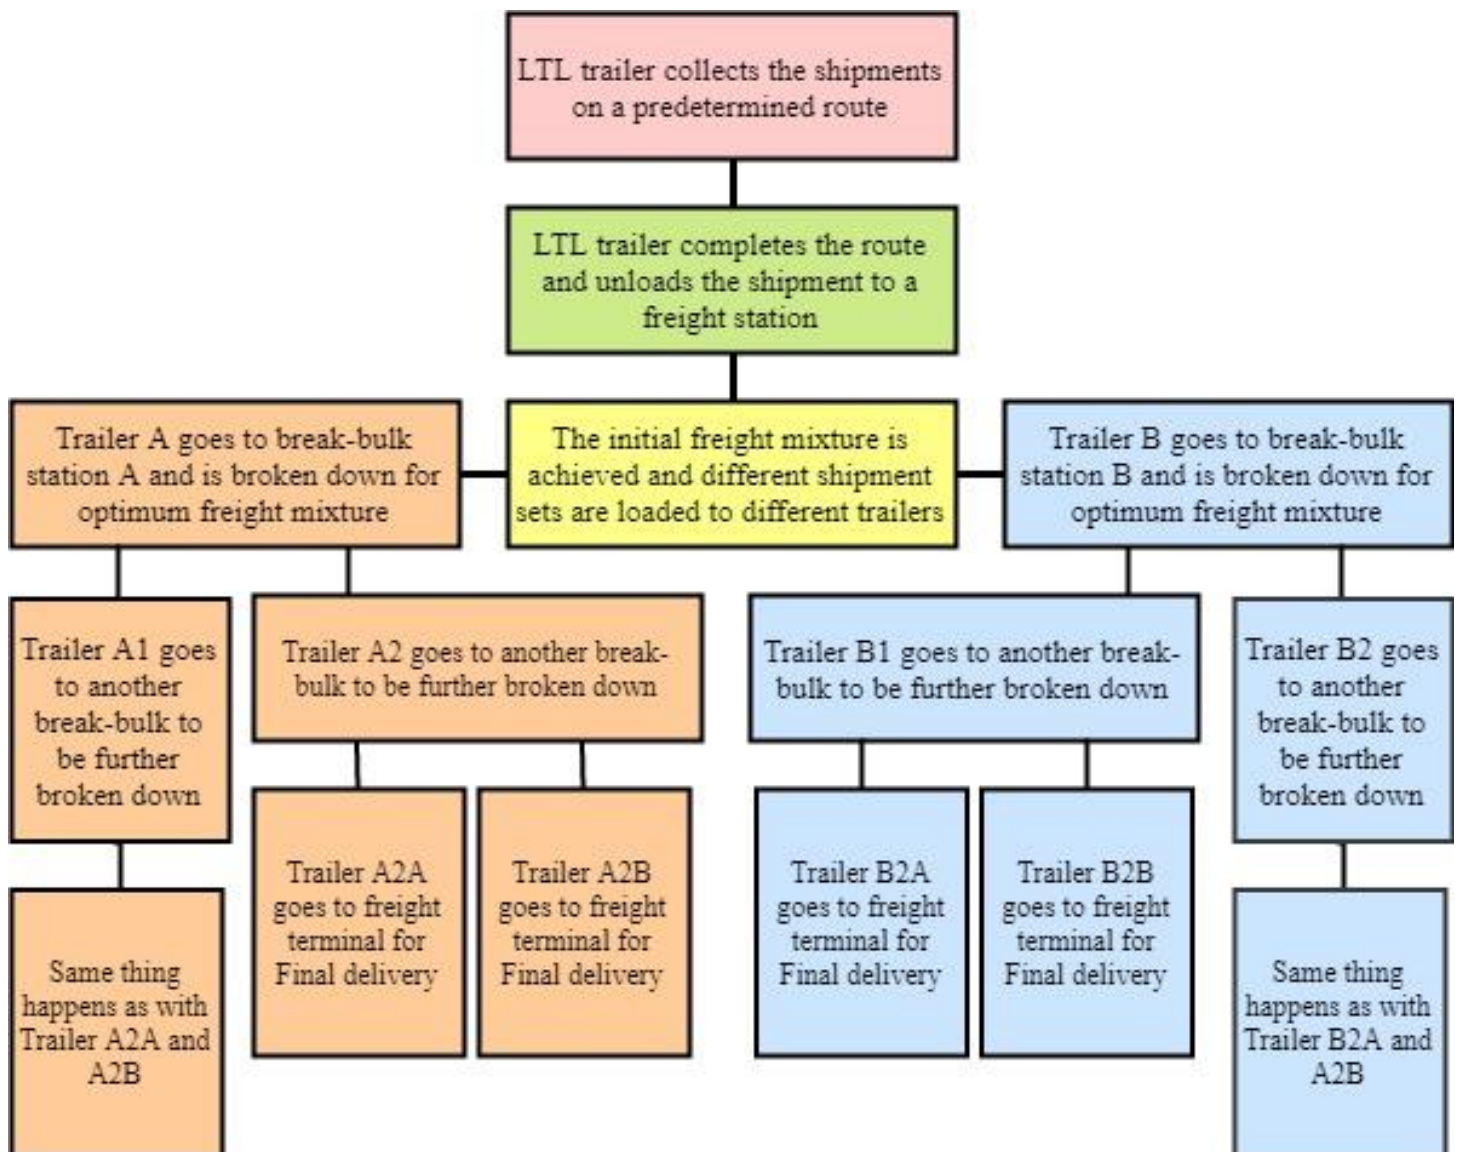 LTL trailer collects the shipments
on a predetermined route
LTL trailer completes the route
and unloads the shipment to a
freight station
Trailer A goes to break-bulk
station A and is broken down for
optimum freight mixture
The initial freight mixture is
achieved and different shipment
sets are loaded to different trailers
Trailer B goes to break-bulk
station B and is broken down for
optimum freight mixture
Trailer A1 goes
to another
break-bulk to
be further
broken down
Trailer A2 goes to another break-
bulk to be further broken down
Trailer B1 goes to another break-
bulk to be further broken down
Trailer B2 goes
to another
break-bulk to
be further
broken down
Trailer A2A
goes to freight
terminal for
Final delivery
Trailer A2B
goes to freight
terminal for
Final delivery
Trailer B2A
goes to freight
terminal for
Final delivery
Trailer B2B
goes to freight
terminal for
Final delivery
Same thing
happens as with
Trailer A2A and
A2B
Same thing
happens as with
Trailer B2A and
A2B